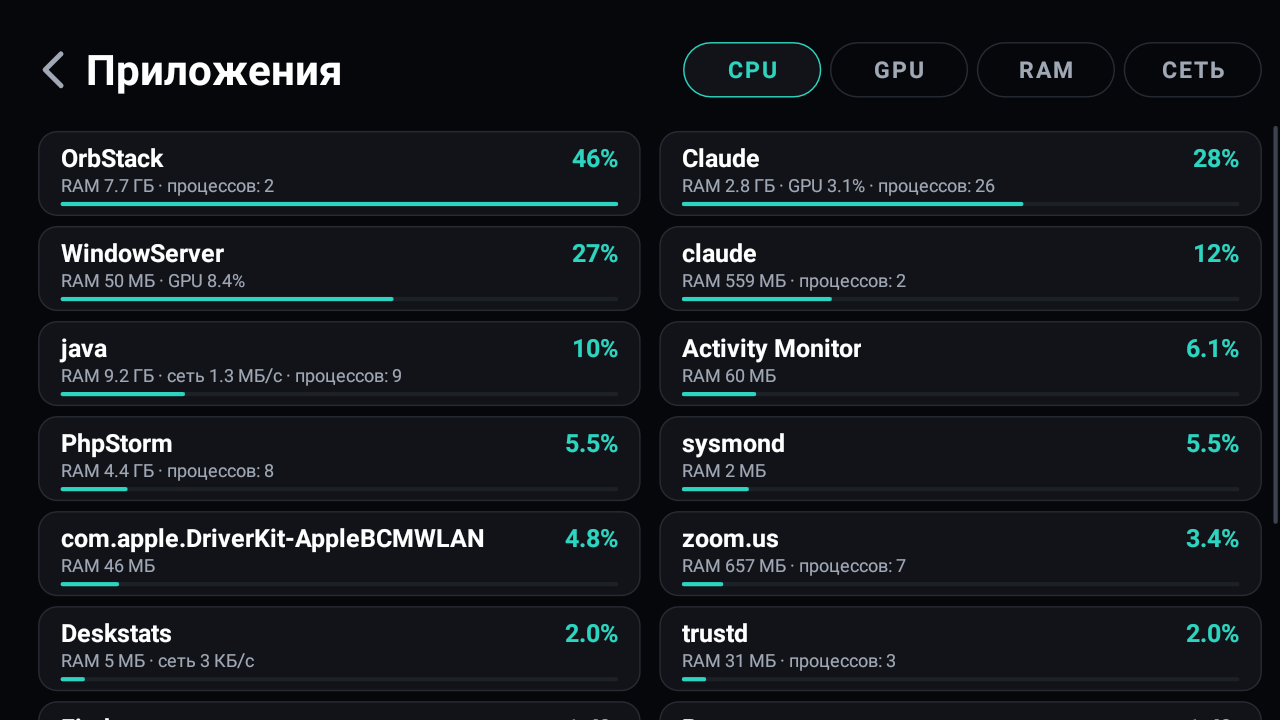 Приложения
CPU
GPU
RAM
СЕТЬ
OrbStack
46%
RAM 7.7 ГБ · процессов: 2
Claude
28%
RAM 2.8 ГБ · GPU 3.1% · процессов: 26
WindowServer
27%
RAM 50 МБ · GPU 8.4%
claude
12%
RAM 559 МБ · процессов: 2
java
10%
RAM 9.2 ГБ · сеть 1.3 МБ/с · процессов: 9
Activity Monitor
6.1%
RAM 60 МБ
PhpStorm
5.5%
RAM 4.4 ГБ · процессов: 8
sysmond
5.5%
RAM 2 МБ
com.apple.DriverKit-AppleBCMWLAN
4.8%
RAM 46 МБ
zoom.us
3.4%
RAM 657 МБ · процессов: 7
Deskstats
2.0%
RAM 5 МБ · сеть 3 КБ/с
trustd
2.0%
RAM 31 МБ · процессов: 3